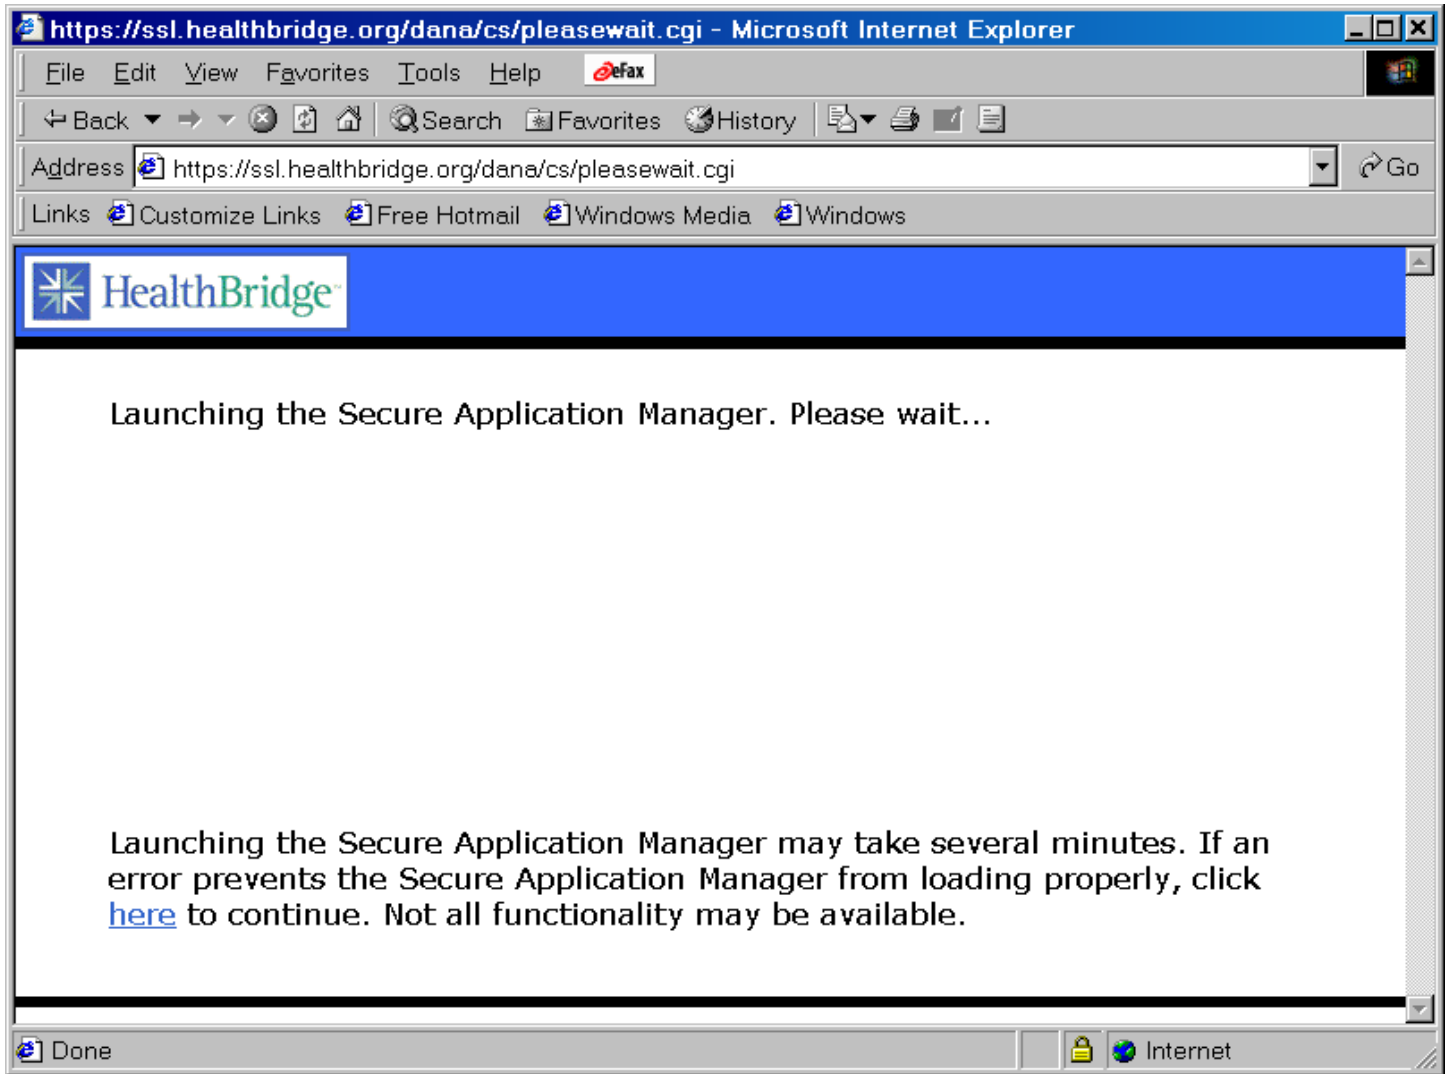 https://ssl.healthbridge.org/dana/cs/pleasewait.cgi - Microsoft Internet Explorer
File Edit View Favorites Tools Help eFax
Back Search Favorites History
Address https://ssl.healthbridge.org/dana/cs/pleasewait.cgi Go
Links Customize Links Free Hotmail Windows Media Windows
HealthBridge™
Launching the Secure Application Manager. Please wait...
Launching the Secure Application Manager may take several minutes. If an
error prevents the Secure Application Manager from loading properly, click
here to continue. Not all functionality may be available.
Done Internet